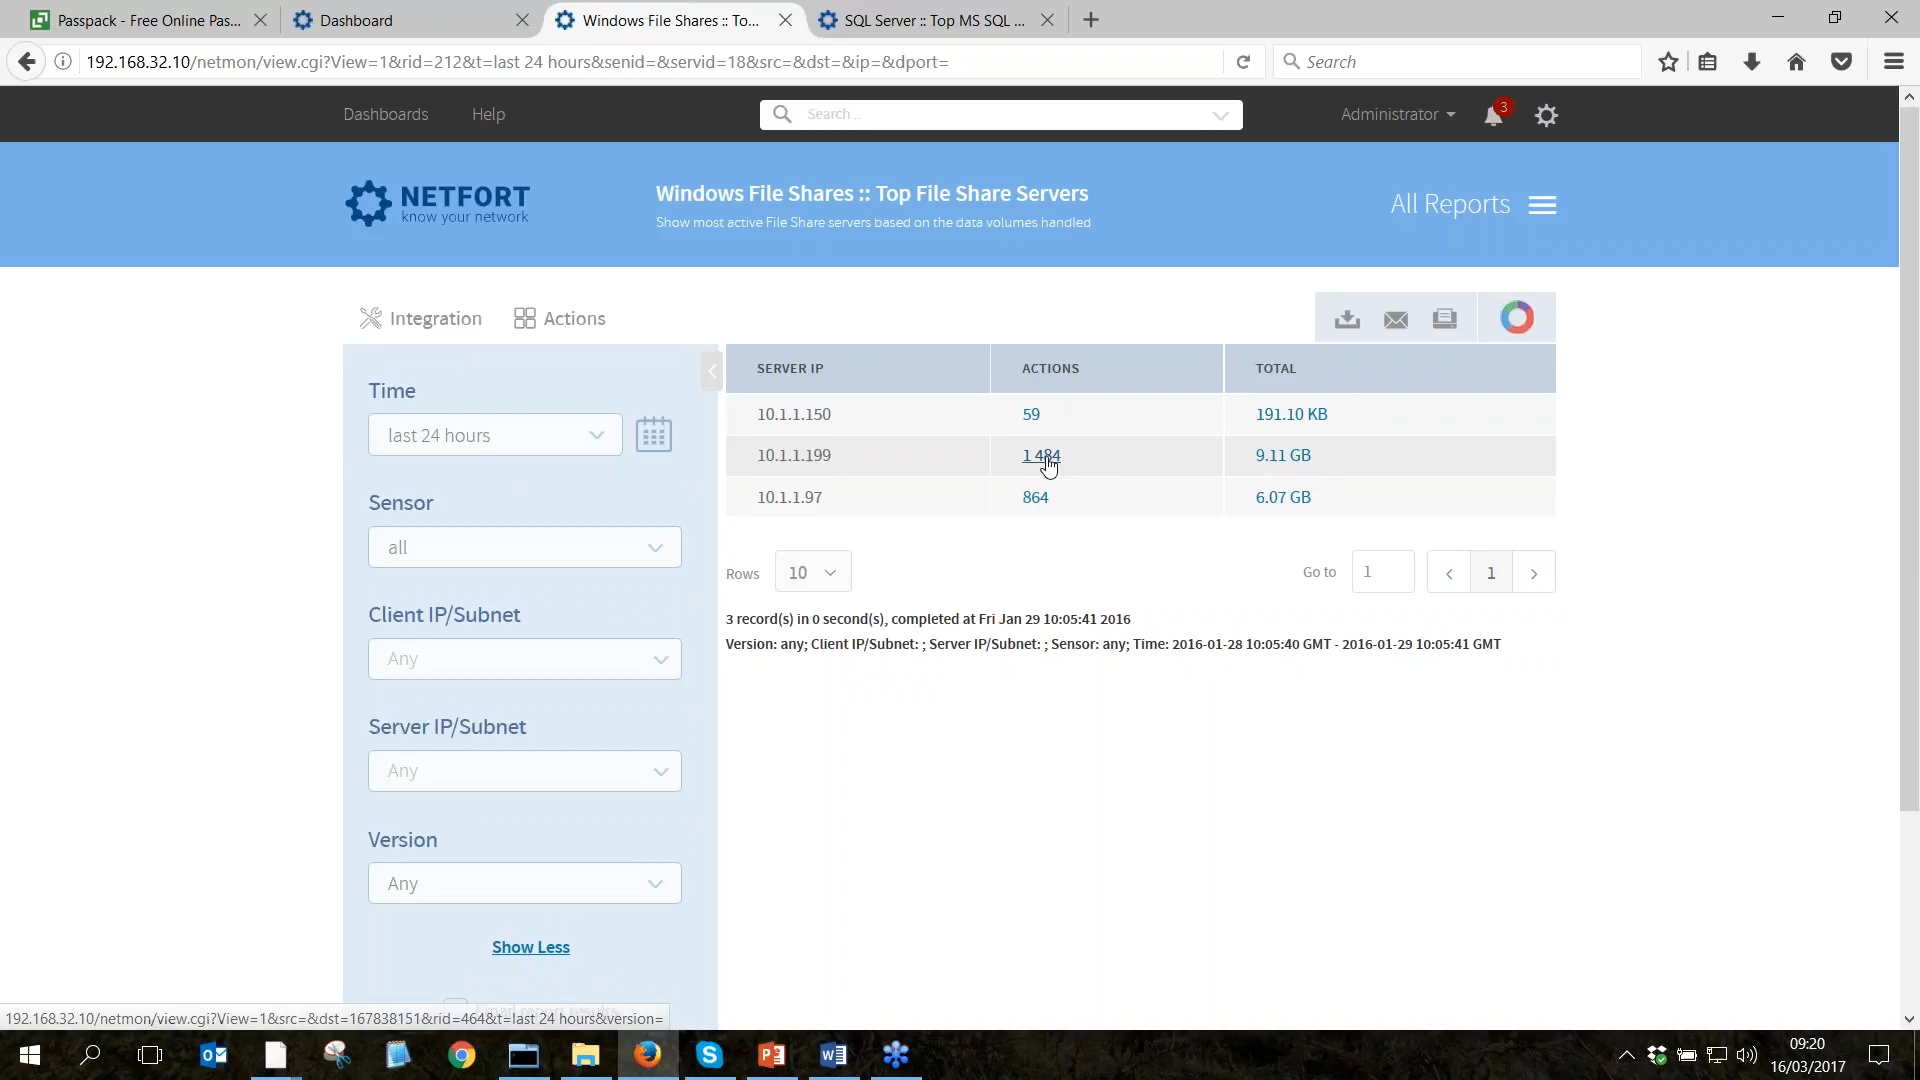 Passpack - Free Online Pas...
Dashboard
Windows File Shares :: To...
SQL Server :: Top MS SQL ...
192.168.32.10/netmon/view.cgi?View=1&rid=212&t=last 24 hours&senid=&servid=18&src=&dst=&ip=&dport=
Search
Dashboards
Help
Search ..
Administrator
3
NETFORT
know your network
Windows File Shares :: Top File Share Servers
Show most active File Share servers based on the data volumes handled
All Reports
Integration
Actions
Time
last 24 hours
Sensor
all
Client IP/Subnet
Any
Server IP/Subnet
Any
Version
Any
Show Less
SERVER IP ACTIONS TOTAL
10.1.1.150 59 191.10 KB
10.1.1.199 1 484 9.11 GB
10.1.1.97 864 6.07 GB
Rows 10
Go to 1
1
3 record(s) in 0 second(s), completed at Fri Jan 29 10:05:41 2016
Version: any; Client IP/Subnet: ; Server IP/Subnet: ; Sensor: any; Time: 2016-01-28 10:05:40 GMT - 2016-01-29 10:05:41 GMT
192.168.32.10/netmon/view.cgi?View=1&src=&dst=167838151&rid=464&t=last 24 hours&version=
09:20
16/03/2017